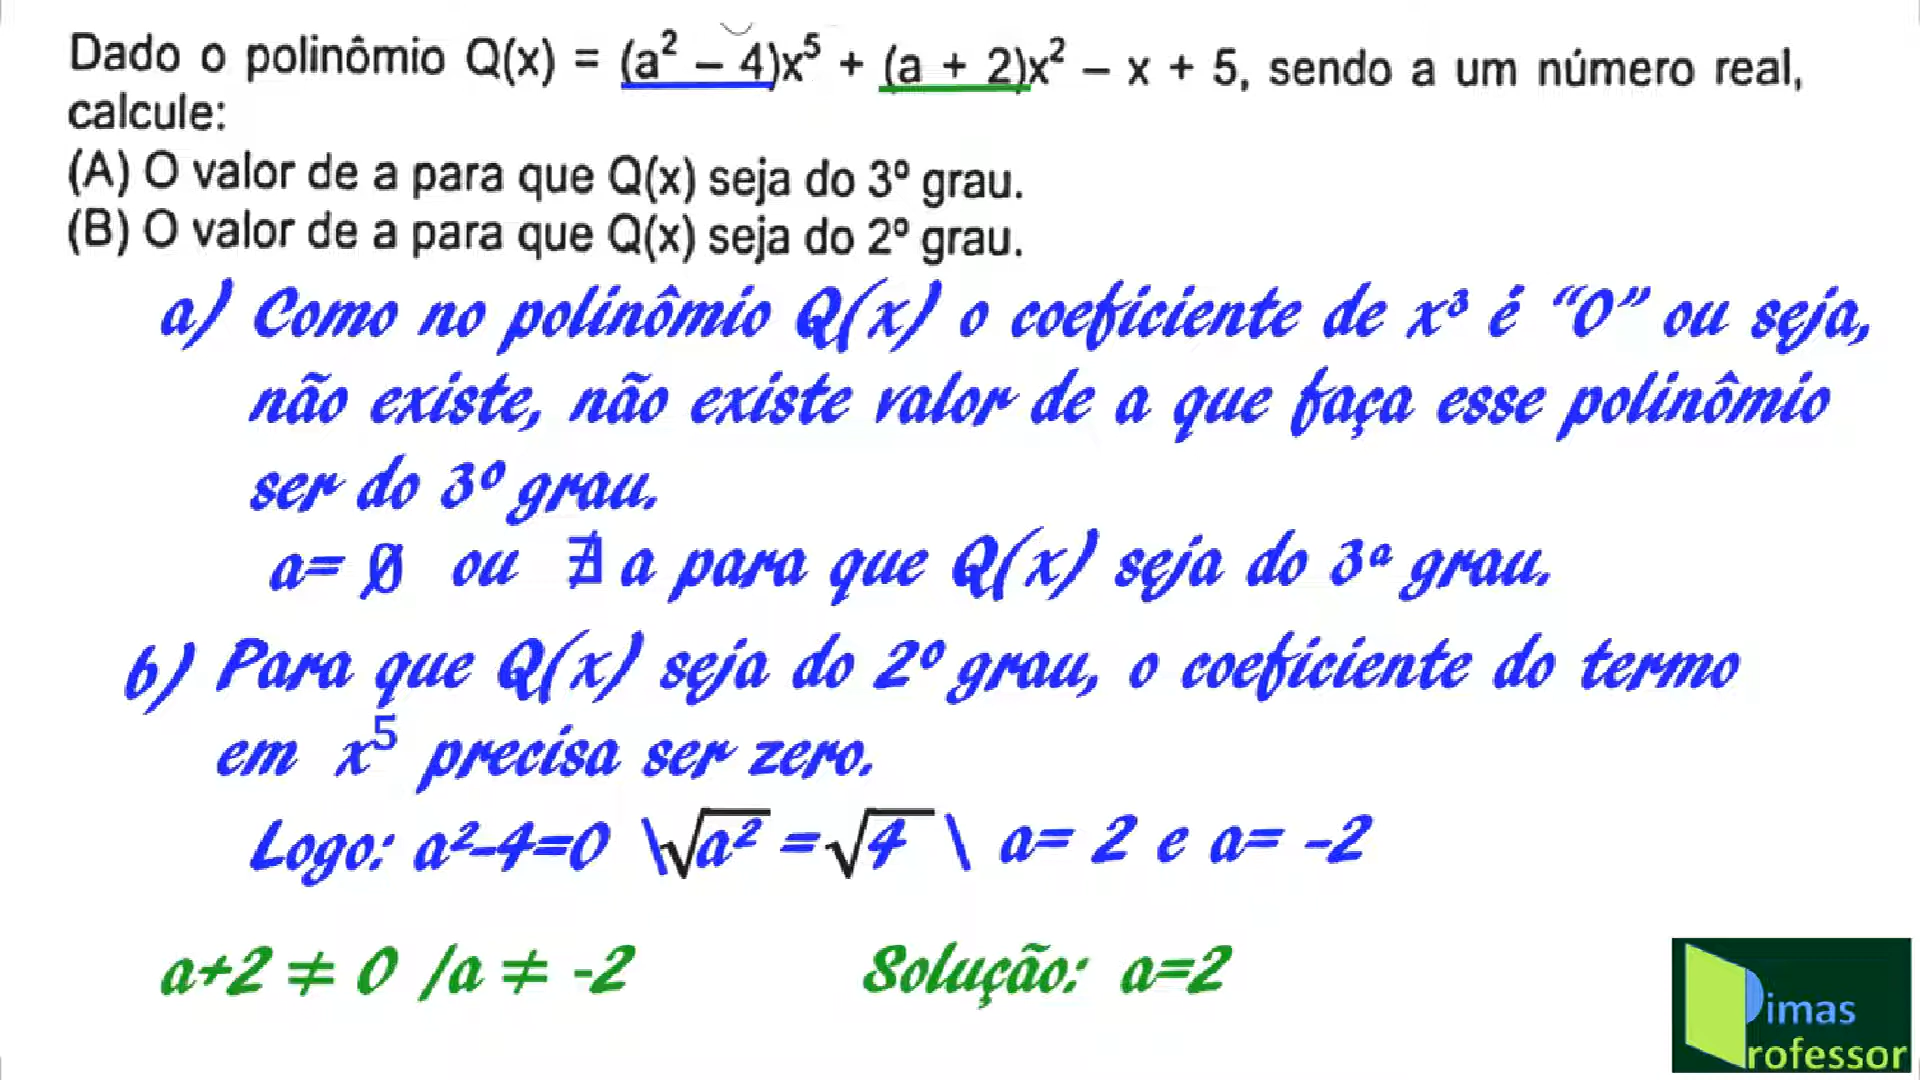 Dado o polinômio Q(x) = (a² – 4)x⁵ + (a + 2)x² – x + 5, sendo a um número real,
calcule:
(A) O valor de a para que Q(x) seja do 3º grau.
(B) O valor de a para que Q(x) seja do 2º grau.
a) Como no polinômio Q(x) o coeficiente de x³ é “0” ou seja,
não existe, não existe valor de a que faça esse polinômio
ser do 3º grau.
a= ∅ ou ∄ a para que Q(x) seja do 3ª grau.
b) Para que Q(x) seja do 2º grau, o coeficiente do termo
em x⁵ precisa ser zero.
Logo: a²-4=0 \√a² = √4 \ a= 2 e a= -2
a+2 ≠ 0 /a ≠ -2 Solução: a=2
Dimas
Professor